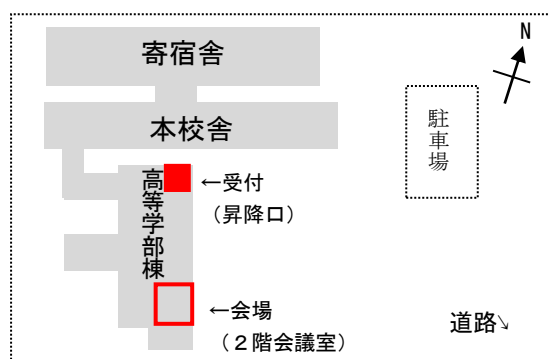 寄宿舎
N
本校舎
駐車場
高等学部棟
←受付
（昇降口）
←会場
（２階会議室）
道路↘